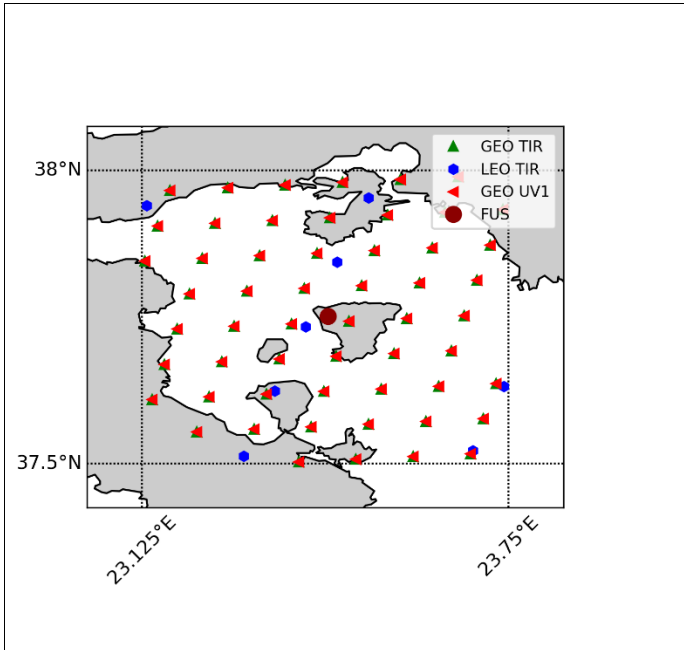 GEO TIR
LEO TIR
GEO UV1
FUS
38°N
37.5°N
23.125°E
23.75°E